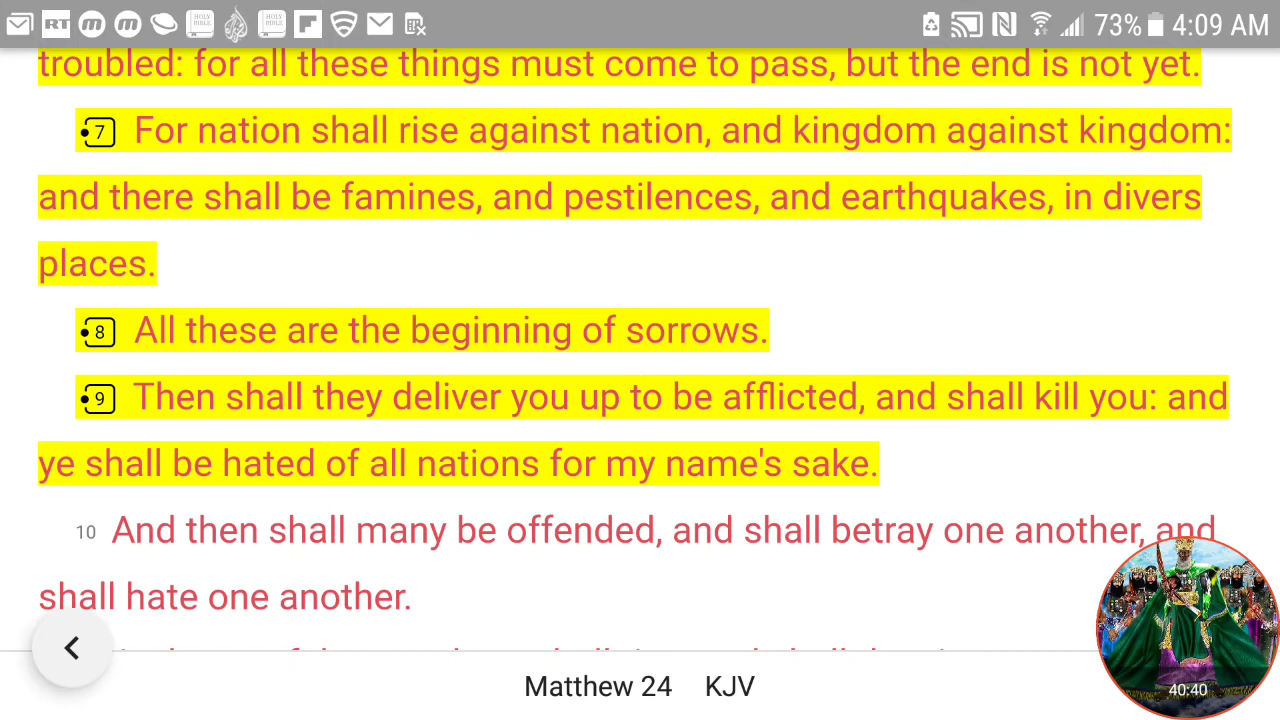 RT HOLY BIBLE HOLY BIBLE 73% 4:09 AM
troubled: for all these things must come to pass, but the end is not yet.
7 For nation shall rise against nation, and kingdom against kingdom:
and there shall be famines, and pestilences, and earthquakes, in divers
places.
8 All these are the beginning of sorrows.
9 Then shall they deliver you up to be afflicted, and shall kill you: and
ye shall be hated of all nations for my name's sake.
10 And then shall many be offended, and shall betray one another, and
shall hate one another.
Matthew 24 KJV
40:40